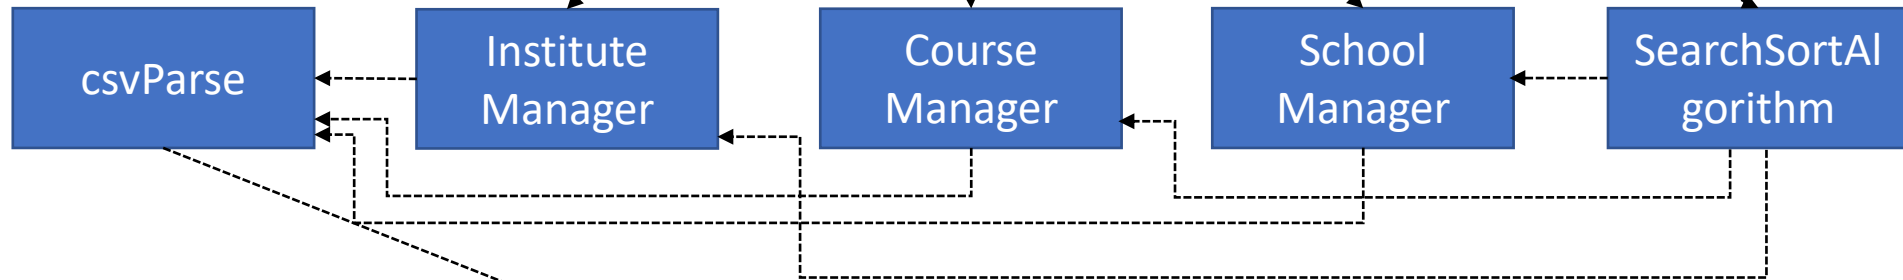 csvParse
Institute
Manager
Course
Manager
School
Manager
SearchSortAl
gorithm